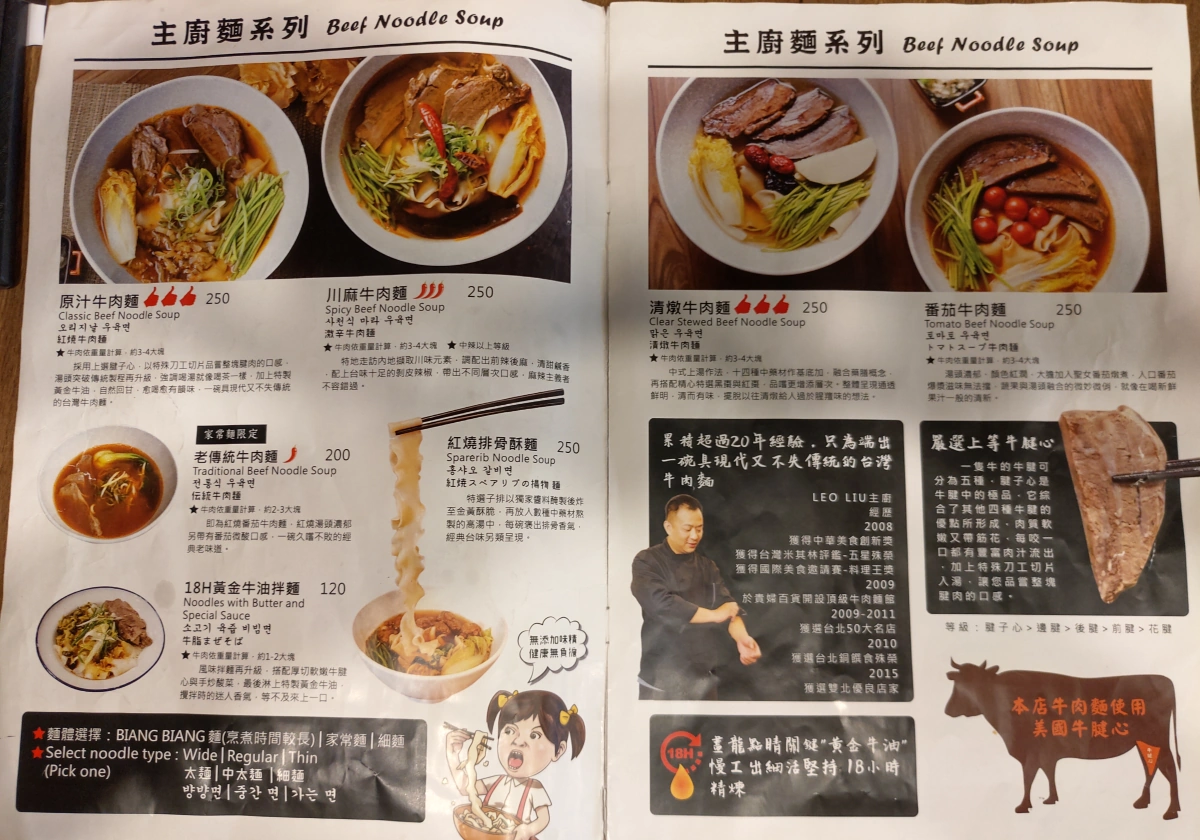 主廚麵系列 Beef Noodle Soup
原汁牛肉麵 250
Classic Beef Noodle Soup
오리지날 우육면
紅燒牛肉麵
★牛肉依重量計算，約3-4大塊
採用上選腱子心，以特殊刀工切片品嘗整塊腱肉的口感，
湯頭突破傳統製程再升級，強調喝湯就像喝茶一樣，加上特製
黃金牛油，自然回甘，愈喝愈有韻味，一碗具現代又不失傳統
的台灣牛肉麵。
川麻牛肉麵 250
Spicy Beef Noodle Soup
사천식 마라 우육면
激辛牛肉麵
★牛肉依重量計算，約3-4大塊 ★中辣以上等級
特地走訪內地擷取川味元素，調配出前辣後麻，清甜鹹香
，配上台味十足的剝皮辣椒，帶出不同層次口感，麻辣主義者
不容錯過。
家常麵限定
老傳統牛肉麵 200
Traditional Beef Noodle Soup
전통식 우육면
伝統牛肉麵
★牛肉依重量計算，約2-3大塊
即為紅燒番茄牛肉麵，紅燒湯頭濃郁
另帶有番茄微酸口感，一碗久嚐不敗的經
典老味道。
紅燒排骨酥麵 250
Sparerib Noodle Soup
홍샤오 갈비면
紅燒スペアリブの揚物麵
特選子排以獨家醬料醃製後炸
至金黃酥脆，再放入數種中藥材熬
製的高湯中，每碗褒出排骨香氣，
經典台味另類呈現。
18H黃金牛油拌麵 120
Noodles with Butter and
Special Sauce
소고기 육즙 비빔면
牛脂まぜそば
★牛肉依重量計算，約1-2大塊
風味拌麵再升級，搭配厚切軟嫩牛腱
心與手炒酸菜，最後淋上特製黃金牛油，
攪拌時的迷人香氣，等不及來上一口。
無添加味精
健康無負擔
★麵體選擇：BIANG BIANG 麵(烹煮時間較長)|家常麵|細麵
★Select noodle type : Wide|Regular|Thin
(Pick one) 太麵|中太麵|細麵
뱡뱡면|중간 면|가는 면
主廚麵系列 Beef Noodle Soup
清燉牛肉麵 250
Clear Stewed Beef Noodle Soup
맑은 우육면
清燉牛肉麵
★牛肉依重量計算，約3-4大塊
中式上湯作法，十四種中藥材作基底加，融合藥膳概念，
再搭配精心特選黑棗與紅棗，品嚐更增添層次。整體呈現通透
鮮明，清而有味，擺脫以往清燉給人過於腥羶味的想法。
番茄牛肉麵 250
Tomato Beef Noodle Soup
토마토 우육면
トマトスープ牛肉麵
★牛肉依重量計算，約3-4大塊
湯頭濃郁，顏色紅潤，大膽加入聖女番茄燉煮，入口番茄
爆漿滋味無法擋，蔬果與湯頭融合的微妙微俏，就像在喝新鮮
果汁一般的清新。
累積超過20年經驗，只為端出
一碗具現代又不失傳統的台灣
牛肉麵
LEO LIU主廚
經歷
2008
獲得中華美食創新獎
獲得台灣米其林評鑑-五星殊榮
獲得國際美食邀請賽-料理王獎
2009
於貴婦百貨開設頂級牛肉麵館
2009-2011
獲選台北50大名店
2010
獲選台北銅饌食殊榮
2015
獲選雙北優良店家
嚴選上等牛腱心
一隻牛的牛腱可
分為五種，腱子心是
牛腱中的極品，它綜
合了其他四種牛腱的
優點所形成，肉質軟
嫩又帶筋花，每咬一
口都有豐富肉汁流出
，加上特殊刀工切片
入湯，讓您品嘗整塊
腱肉的口感。
等級：腱子心＞邊腱＞後腱＞前腱＞花腱
18H
畫龍點睛關鍵"黃金牛油"
慢工出細活堅持 18小時
精煉
本店牛肉麵使用
美國牛腱心